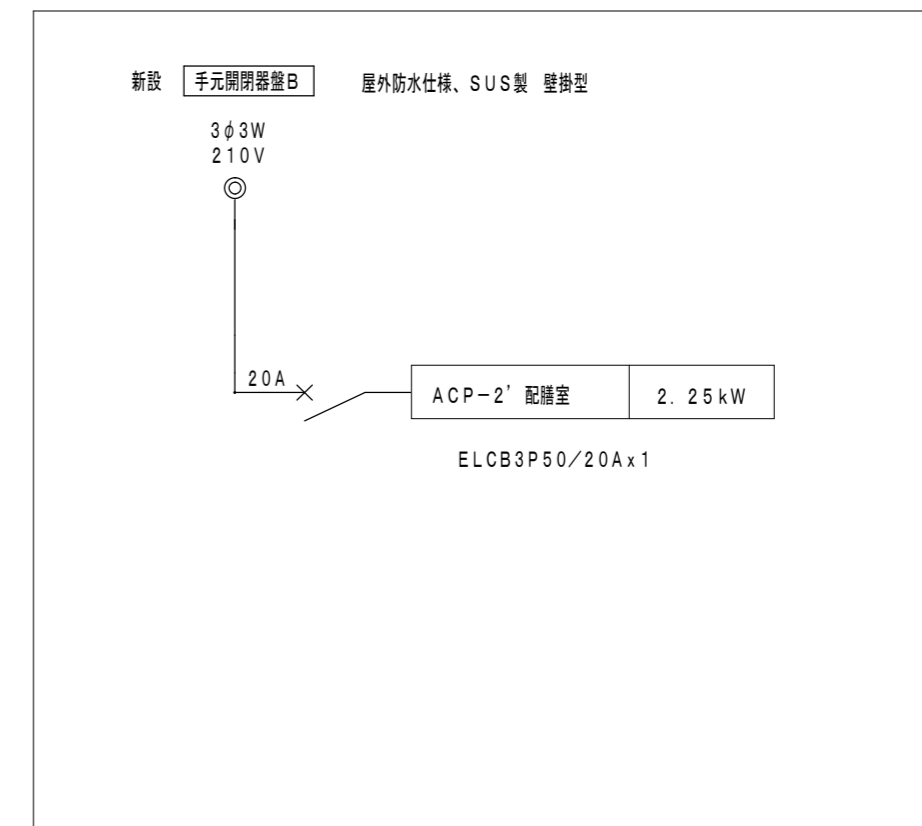 新設 手元開閉器盤B 屋外防水仕様、SUS製 壁掛型
3φ3W
210V
20A
ACP−2’ 配膳室 2.25kW
ELCB3P50/20Ax1